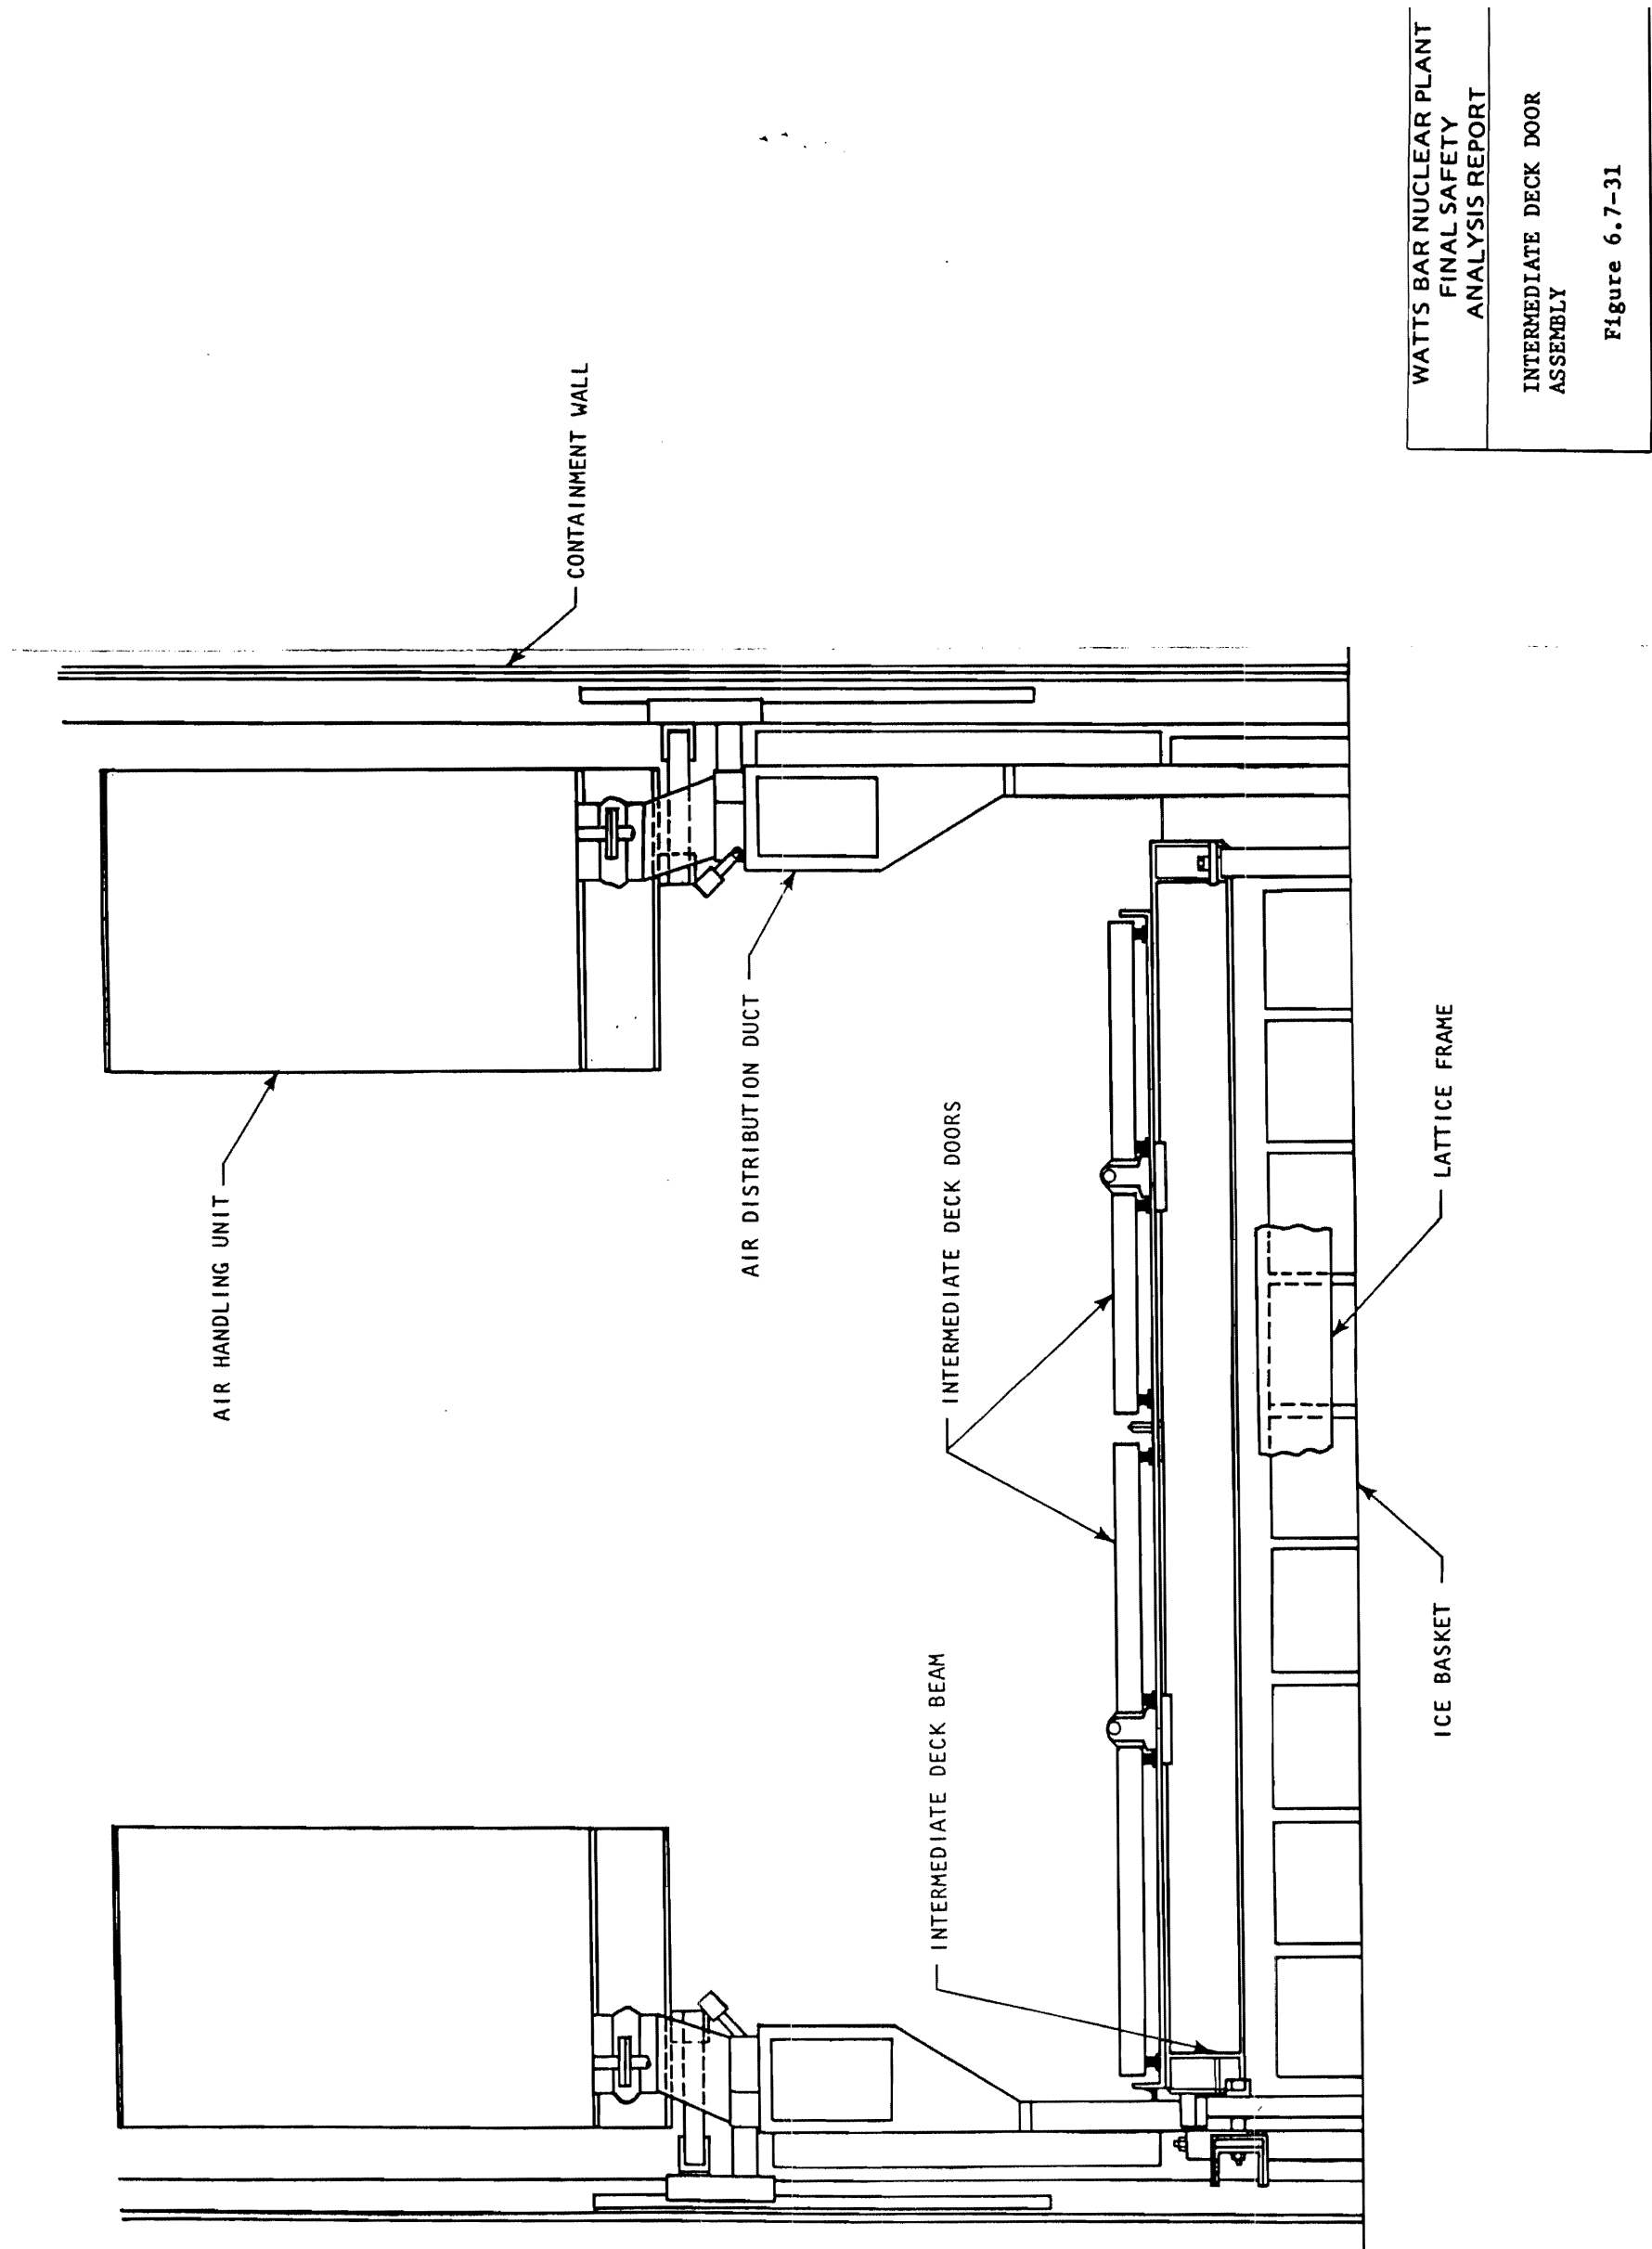 CONTAINMENT WALL
AIR HANDLING UNIT
AIR DISTRIBUTION DUCT
INTERMEDIATE DECK DOORS
INTERMEDIATE DECK BEAM
LATTICE FRAME
ICE BASKET
WATTS BAR NUCLEAR PLANT
FINAL SAFETY
ANALYSIS REPORT
INTERMEDIATE DECK DOOR
ASSEMBLY
Figure 6.7-31